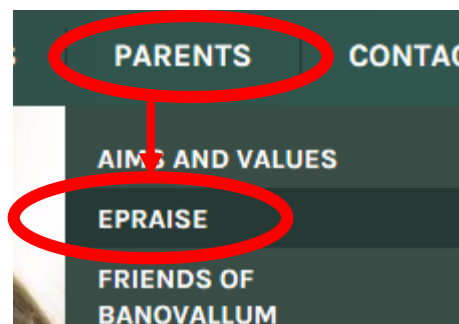 PARENTS CONTAC
AIMS AND VALUES
EPRAISE
FRIENDS OF
BANOVALLUM